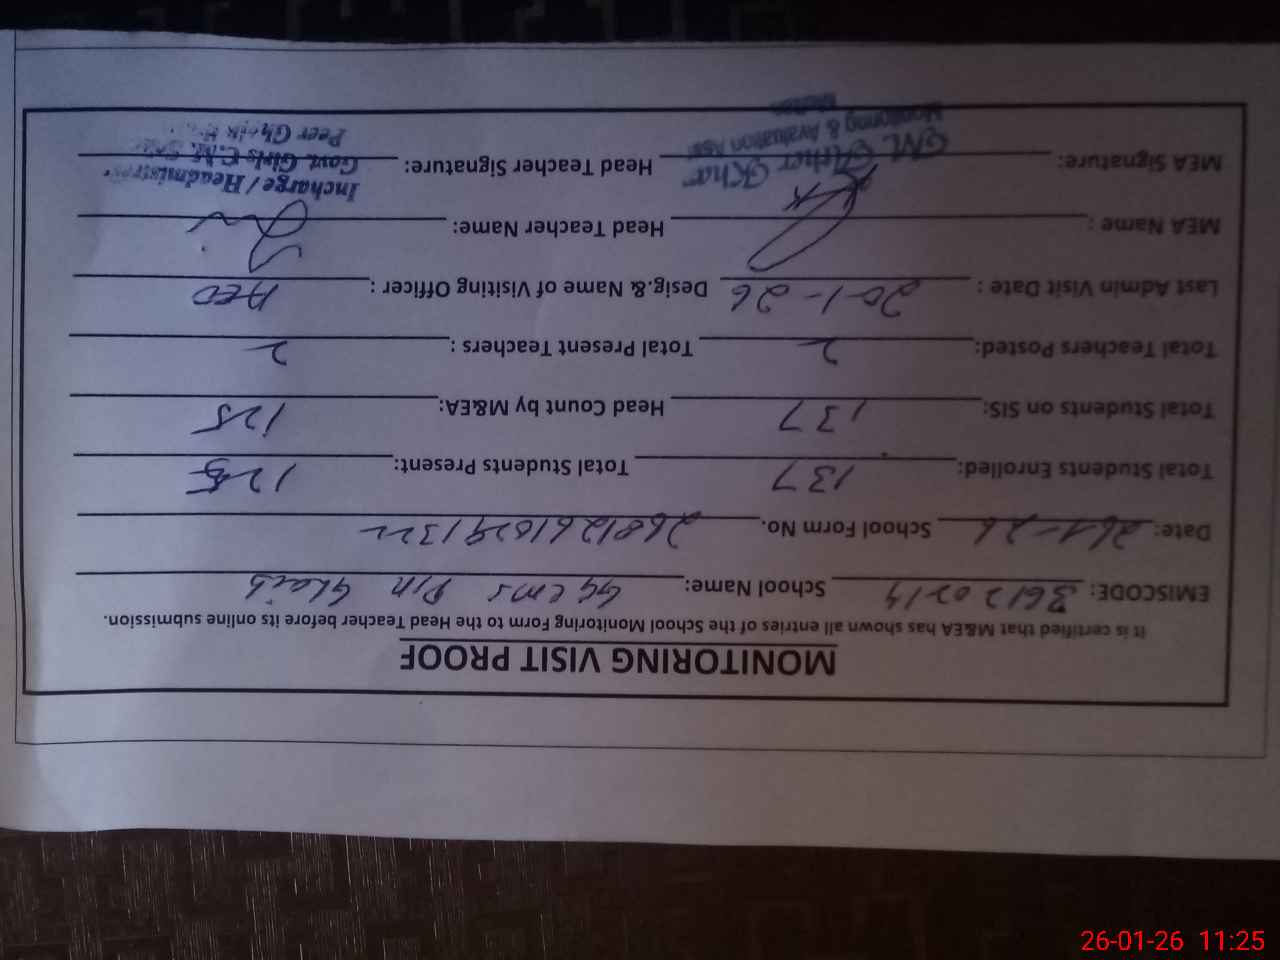 MONITORING VISIT PROOF
It is certified that M&EA has shown all entries of the School Monitoring Form to the Head Teacher before its online submission.
EMISCODE: School Name: GGCMS Pir Ghaib
Date: 26-1-26 School Form No.
Total Students Enrolled: 137 Total Students Present: 125
Total Students on SIS: 137 Head Count by M&EA: 125
Total Teachers Posted: 2 Total Present Teachers : 2
Last Admin Visit Date : 20-1-26 Desig.& Name of Visiting Officer : AEO
MEA Name : Head Teacher Name:
MEA Signature: Head Teacher Signature:
Monitoring & Evaluation
Incharge / Headmistress
Govt. Girls C.M.
Peer Ghaib
26-01-26 11:25